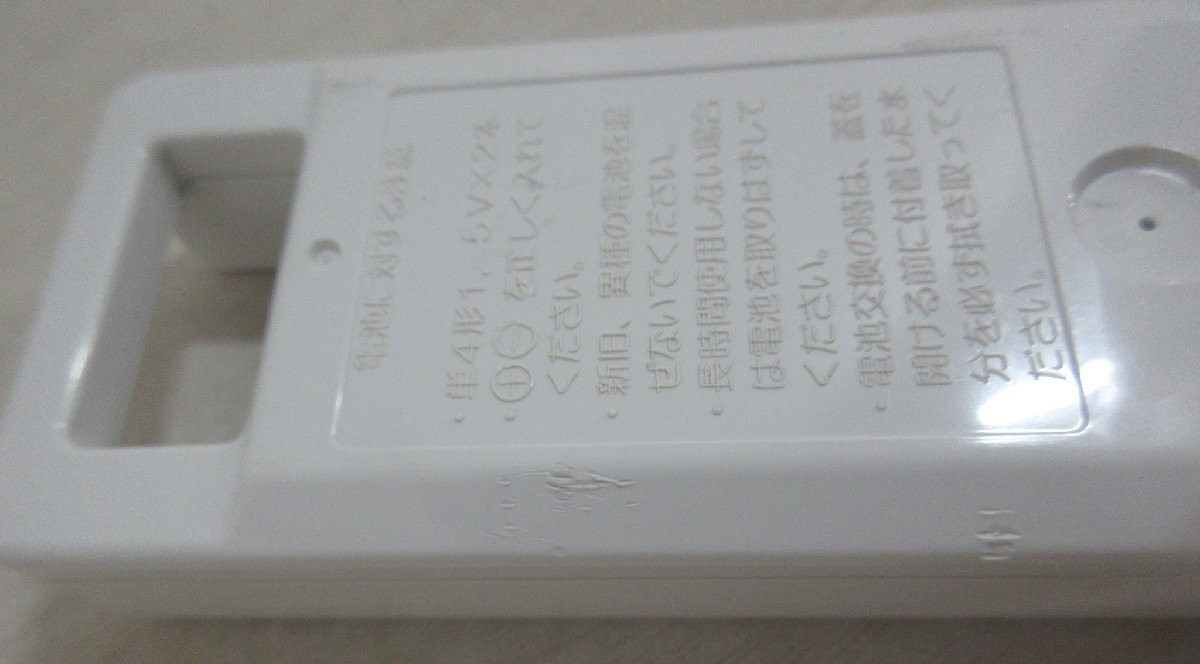 電池に対する注意
・単4形1，5V×2本
・⊕⊖を正しく入れて
ください。
・新旧、異種の電池を混
ぜないでください。
・長時間使用しない場合
は電池を取りはずして
ください。
・電池交換の時は、蓋を
開ける前に付着した水
分を必ず拭き取ってく
ださい。